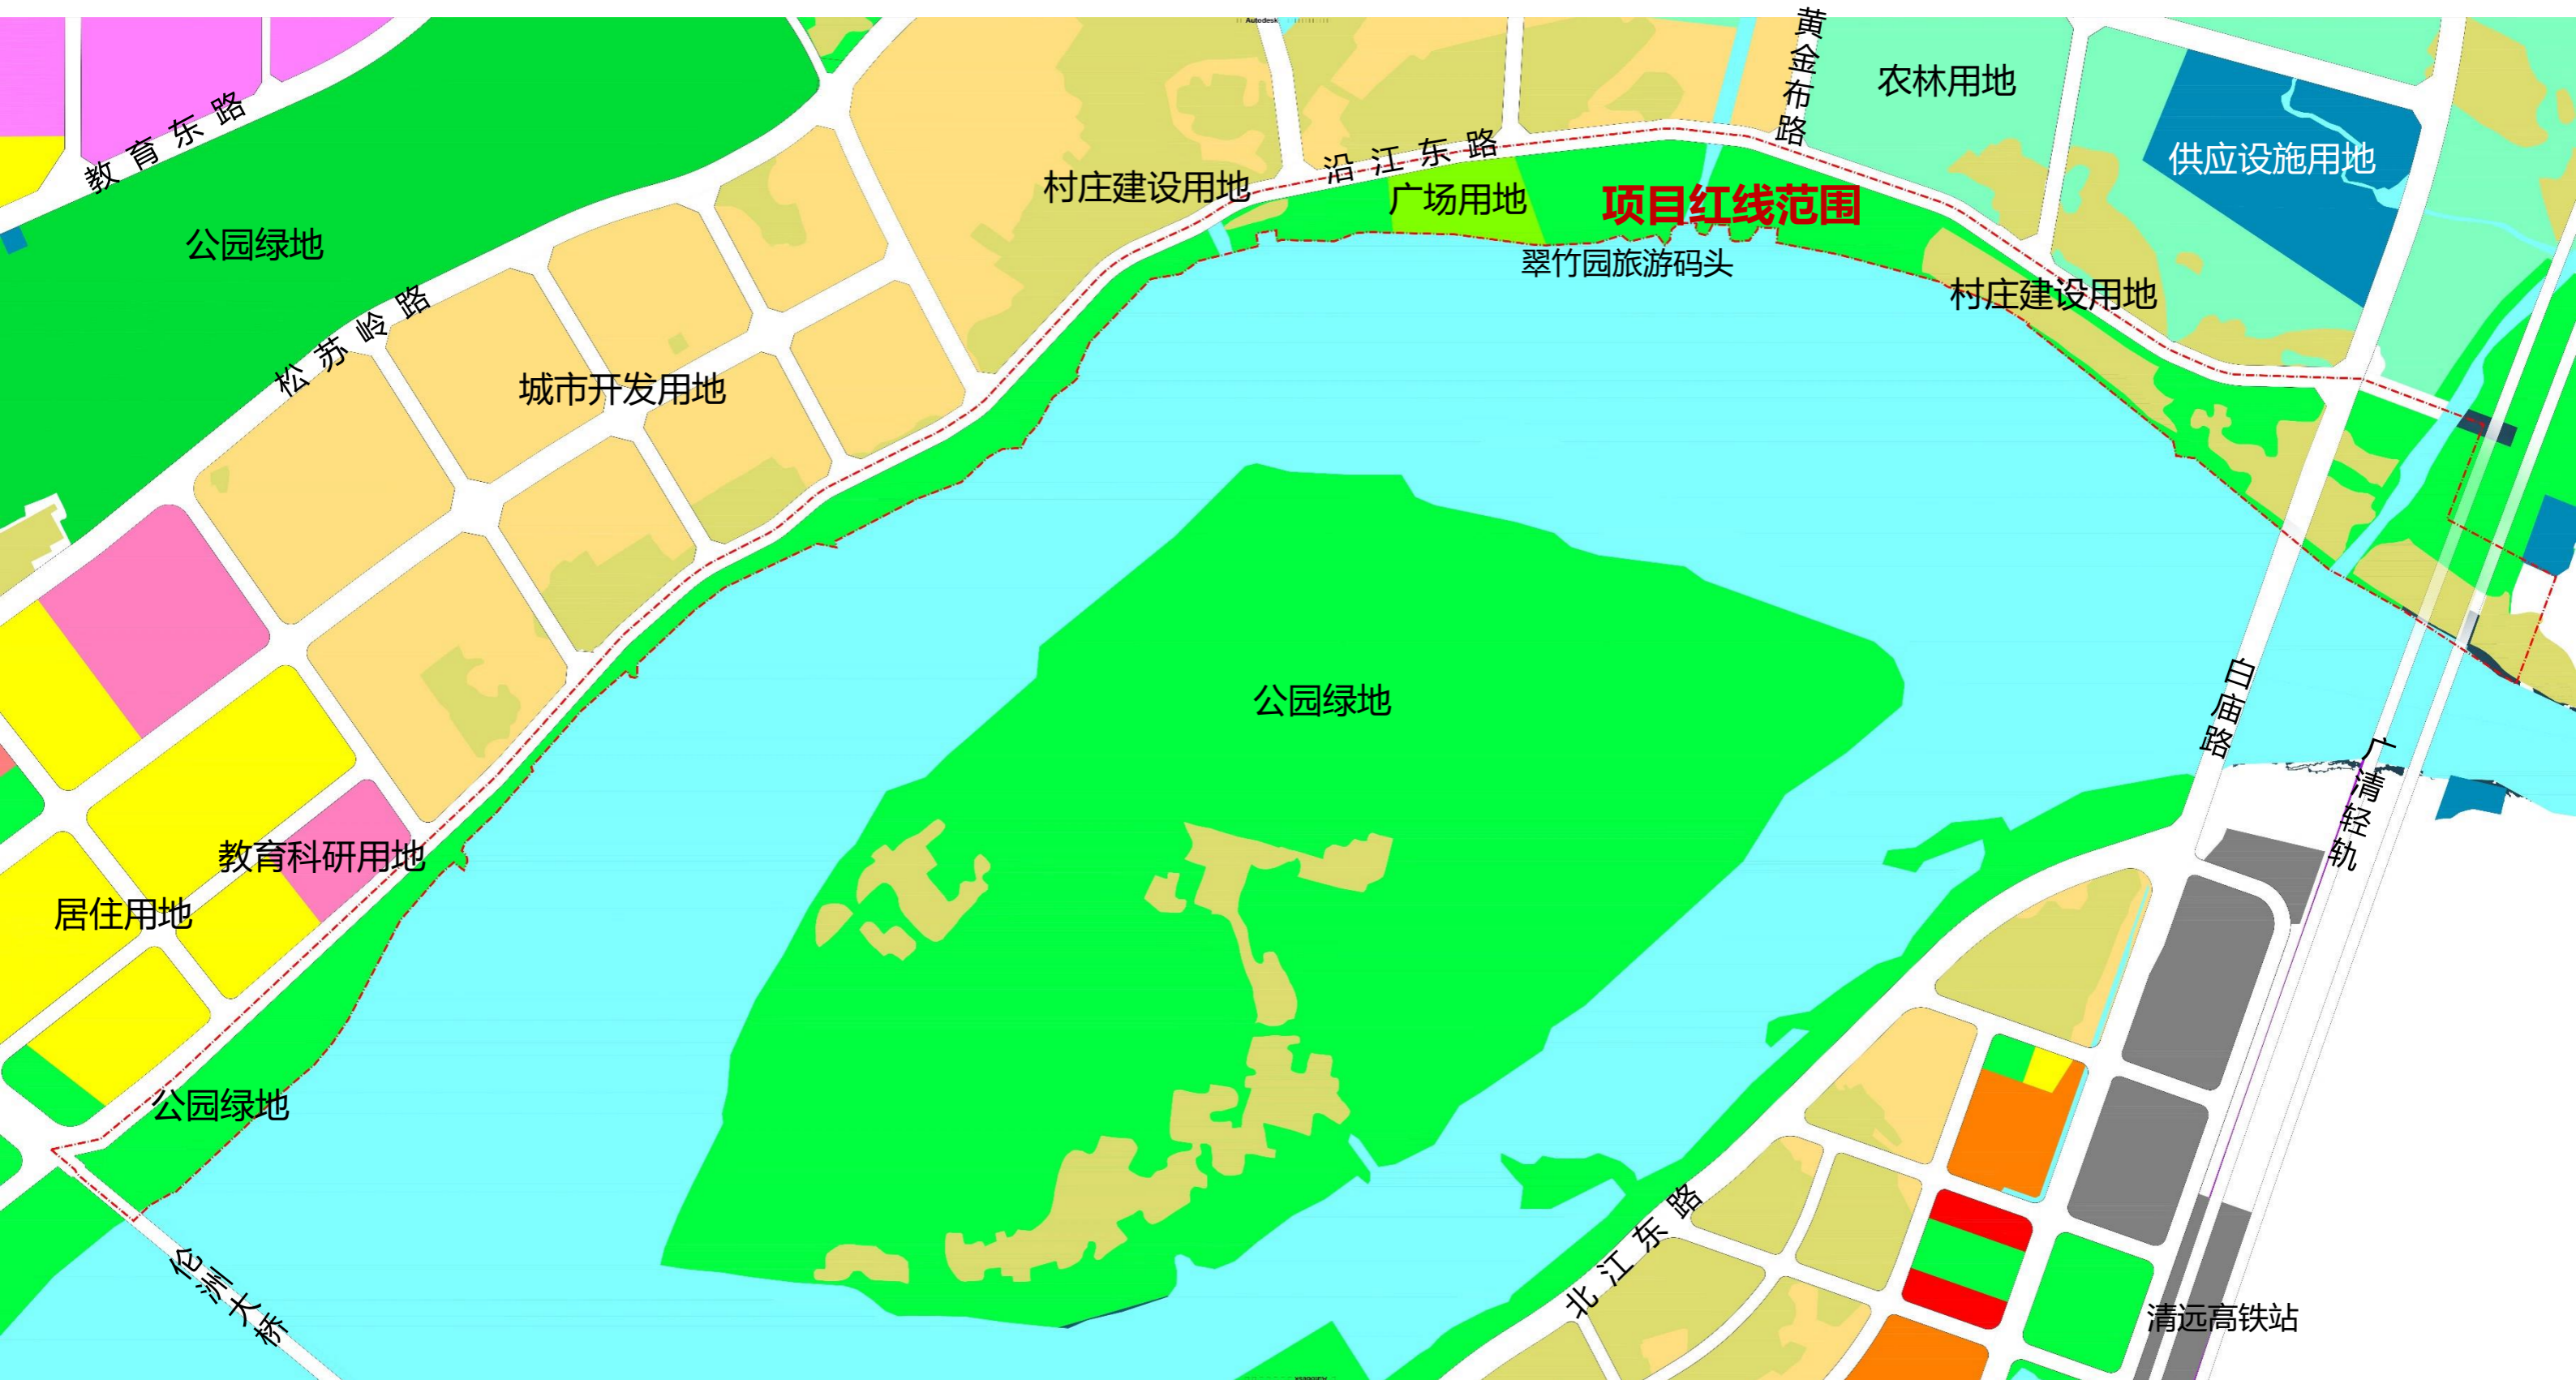 Autodesk
黄金布路
农林用地
教育东路
沿江东路
供应设施用地
村庄建设用地
广场用地
项目红线范围
公园绿地
翠竹园旅游码头
村庄建设用地
松苏岭路
城市开发用地
公园绿地
白庙路
广清轻轨
教育科研用地
居住用地
公园绿地
北江东路
伦洲大桥
清远高铁站